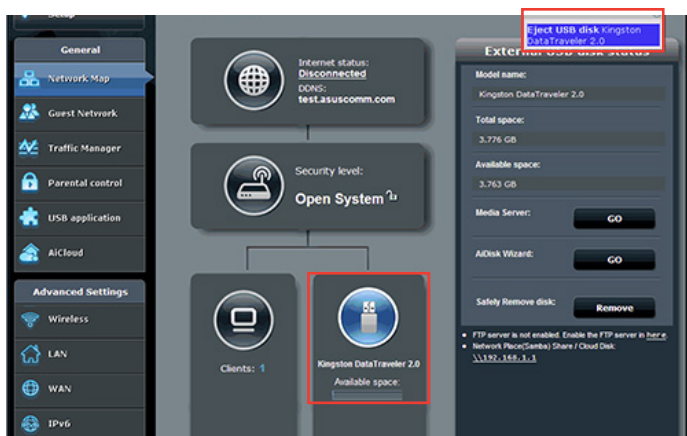 Setup
General
Network Map
Guest Network
Traffic Manager
Parental control
USB application
AiCloud
Advanced Settings
Wireless
LAN
WAN
IPv6
Internet status:
Disconnected
DDNS:
test.asuscomm.com
Security level:
Open System
Clients: 1
Kingston DataTraveler 2.0
Available space:
Eject USB disk Kingston
DataTraveler 2.0
External USB disk status
Model name:
Kingston DataTraveler 2.0
Total space:
3.776 GB
Available space:
3.763 GB
Media Server:
GO
AiDisk Wizard:
GO
Safely Remove disk:
Remove
FTP server is not enabled. Enable the FTP server in here.
Network Place(Samba) Share / Cloud Disk:
\\192.168.1.1